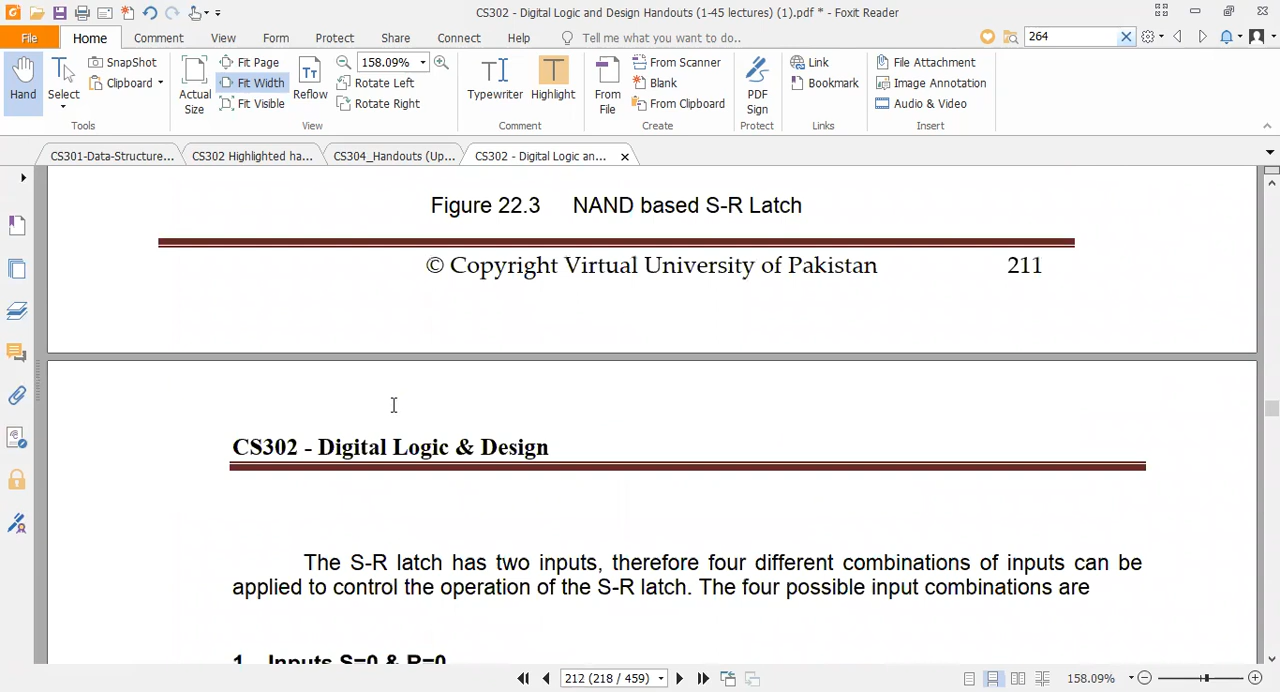 CS302 - Digital Logic and Design Handouts (1-45 lectures) (1).pdf * - Foxit Reader
File Home Comment View Form Protect Share Connect Help Tell me what you want to do.. 264
Hand Select SnapShot Clipboard Actual Size Fit Page Fit Width Fit Visible Reflow 158.09% Rotate Left Rotate Right Typewriter Highlight From File From Scanner Blank From Clipboard PDF Sign Link Bookmark File Attachment Image Annotation Audio & Video
Tools View Comment Create Protect Links Insert
CS301-Data-Structure... CS302 Highlighted ha... CS304_Handouts (Up... CS302 - Digital Logic an...
Figure 22.3 NAND based S-R Latch
© Copyright Virtual University of Pakistan 211
CS302 - Digital Logic & Design
The S-R latch has two inputs, therefore four different combinations of inputs can be
applied to control the operation of the S-R latch. The four possible input combinations are
1. Inputs S=0 & R=0
212 (218 / 459) 158.09%